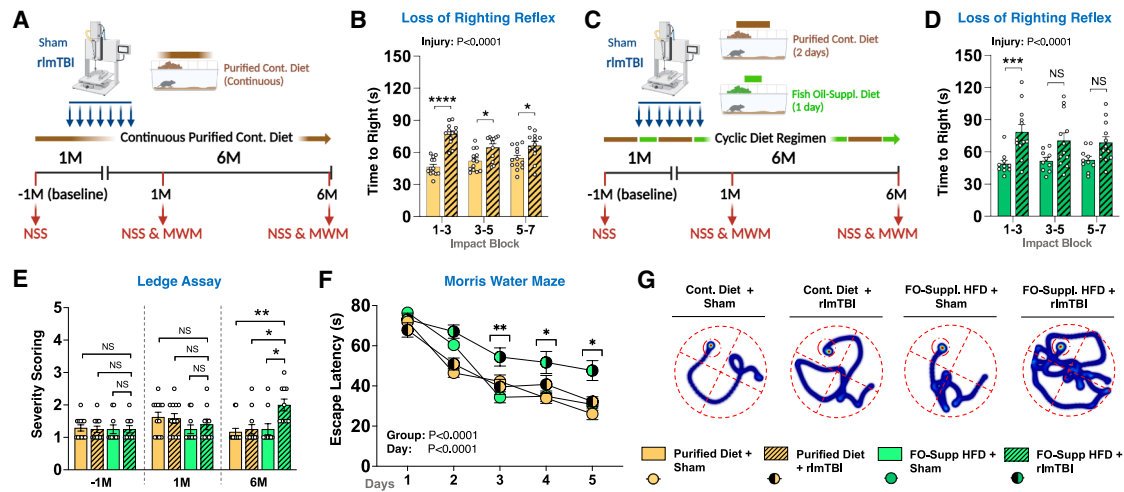 A
Sham
rImTBI
Purified Cont. Diet
(Continuous)
Continuous Purified Cont. Diet
1M
6M
-1M (baseline)
1M
6M
NSS
NSS & MWM
NSS & MWM
B
Loss of Righting Reflex
Injury: P<0.0001
Time to Right (s)
150
120
90
60
30
0
****
*
*
1-3
3-5
5-7
Impact Block
C
Sham
rImTBI
Purified Cont. Diet
(2 days)
Fish Oil-Suppl. Diet
(1 day)
Cyclic Diet Regimen
1M
6M
-1M (baseline)
1M
6M
NSS
NSS & MWM
NSS & MWM
D
Loss of Righting Reflex
Injury: P<0.0001
Time to Right (s)
150
120
90
60
30
0
***
NS
NS
1-3
3-5
5-7
Impact Block
E
Ledge Assay
Severity Scoring
5
4
3
2
1
0
NS
NS
NS
NS
NS
NS
**
*
*
-1M
1M
6M
F
Morris Water Maze
Escape Latency (s)
80
60
40
20
0
**
*
*
Group: P<0.0001
Day: P<0.0001
Days
1
2
3
4
5
G
Cont. Diet +
Sham
Cont. Diet +
rImTBI
FO-Suppl. HFD +
Sham
FO-Suppl. HFD +
rImTBI
Purified Diet +
Sham
Purified Diet
+ rImTBI
FO-Supp HFD +
Sham
FO-Supp HFD +
rImTBI